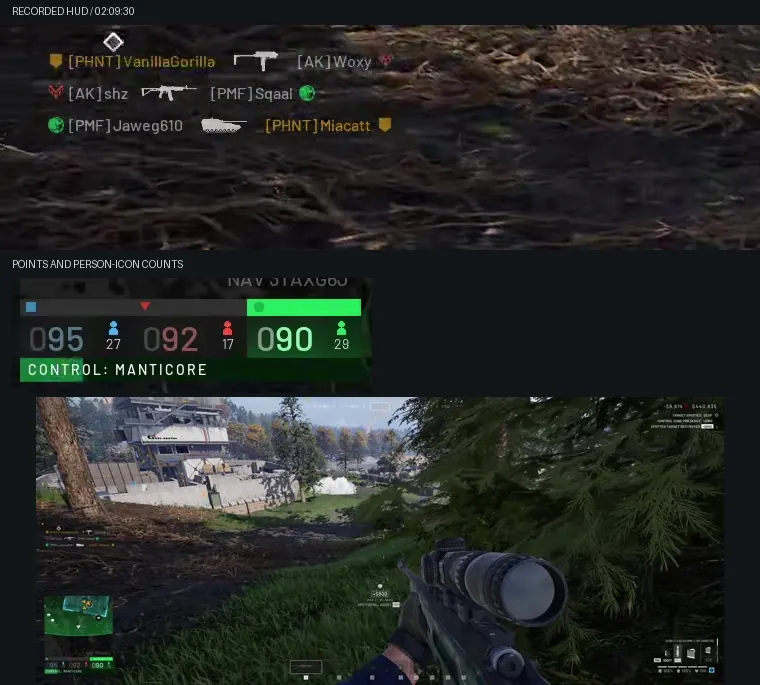 RECORDED HUD / 02:09:30
[PHNT] VanillaGorilla [AK] Woxy
[AK] shz [PMF] Sqaal
[PMF] Jaweg610 [PHNT] Miacatt
POINTS AND PERSON-ICON COUNTS
095 27 092 17 090 29
CONTROL: MANTICORE